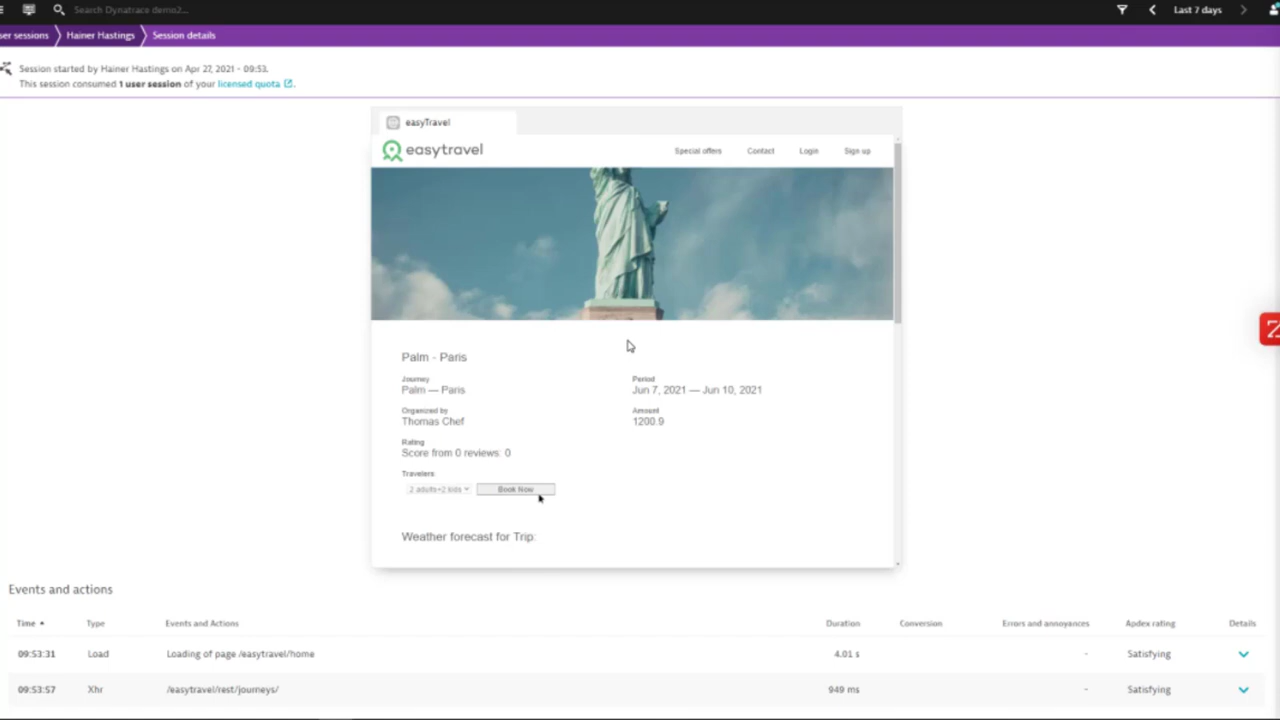 Search Dynatrace demo2...
Last 7 days
ser sessions
Hainer Hastings
Session details
Session started by Hainer Hastings on Apr 27, 2021 - 09:53.
This session consumed 1 user session of your licensed quota.
easyTravel
easytravel
Special offers
Contact
Login
Sign up
Palm - Paris
Journey
Period
Palm — Paris
Jun 7, 2021 — Jun 10, 2021
Organized by
Amount
Thomas Chef
1200.9
Rating
Score from 0 reviews: 0
Travelers
2 adults+2 kids
Book Now
Weather forecast for Trip:
Events and actions
Time Type Events and Actions Duration Conversion Errors and annoyances Apdex rating Details
09:53:31 Load Loading of page /easytravel/home 4.01 s - Satisfying
09:53:57 Xhr /easytravel/rest/journeys/ 949 ms - Satisfying